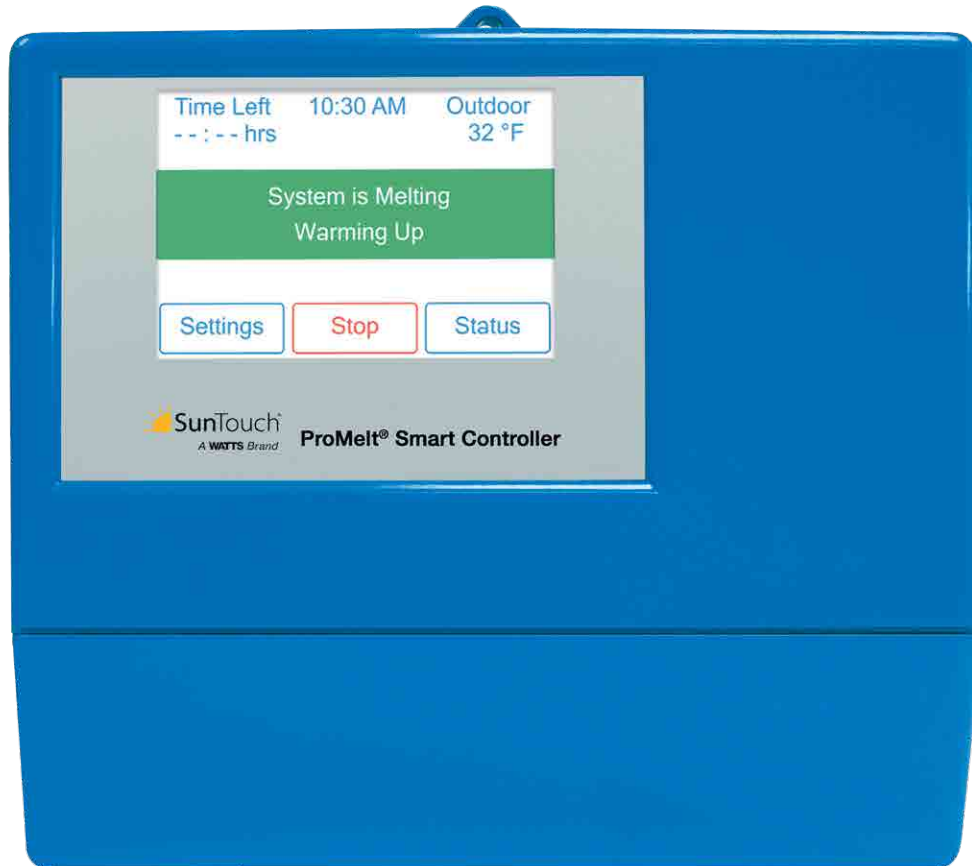 Time Left 10:30 AM Outdoor
- - : - - hrs 32 °F
System is Melting
Warming Up
Settings Stop Status
SunTouch®
A WATTS Brand ProMelt® Smart Controller